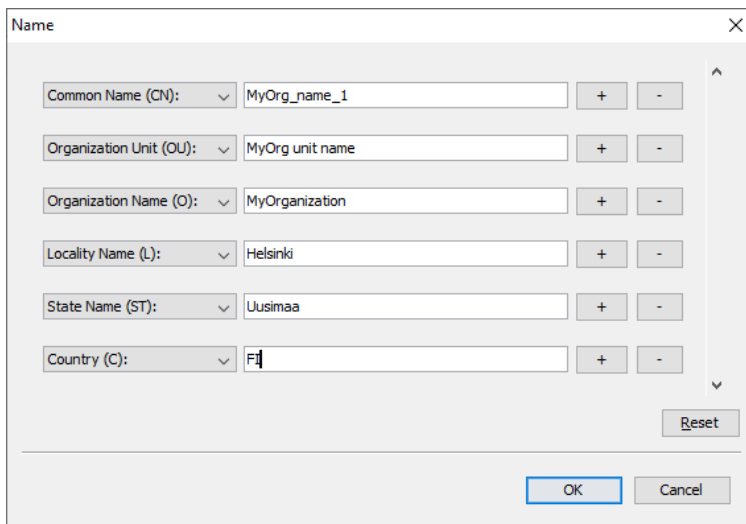 Name
Common Name (CN): MyOrg_name_1 + -
Organization Unit (OU): MyOrg unit name + -
Organization Name (O): MyOrganization + -
Locality Name (L): Helsinki + -
State Name (ST): Uusimaa + -
Country (C): FI + -
Reset
OK Cancel